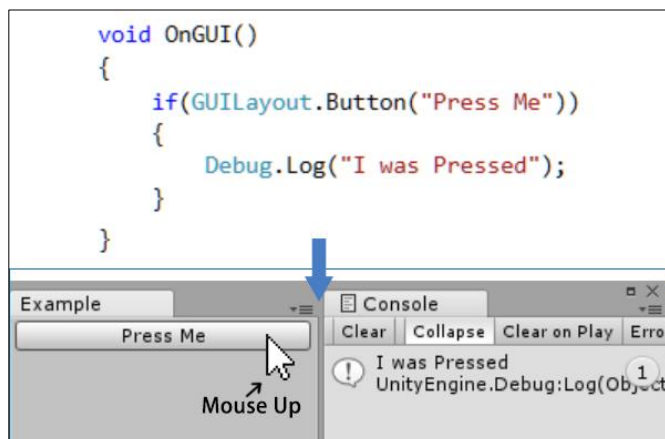 void OnGUI()
{
if(GUILayout.Button("Press Me"))
{
Debug.Log("I was Pressed");
}
}
Example
Press Me
Mouse Up
Console
Clear Collapse Clear on Play Erro
I was Pressed
UnityEngine.Debug:Log(Object
1